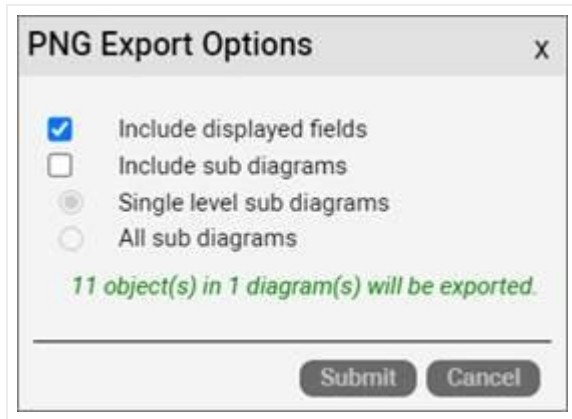 PNG Export Options x
Include displayed fields
Include sub diagrams
Single level sub diagrams
All sub diagrams
11 object(s) in 1 diagram(s) will be exported.
Submit Cancel